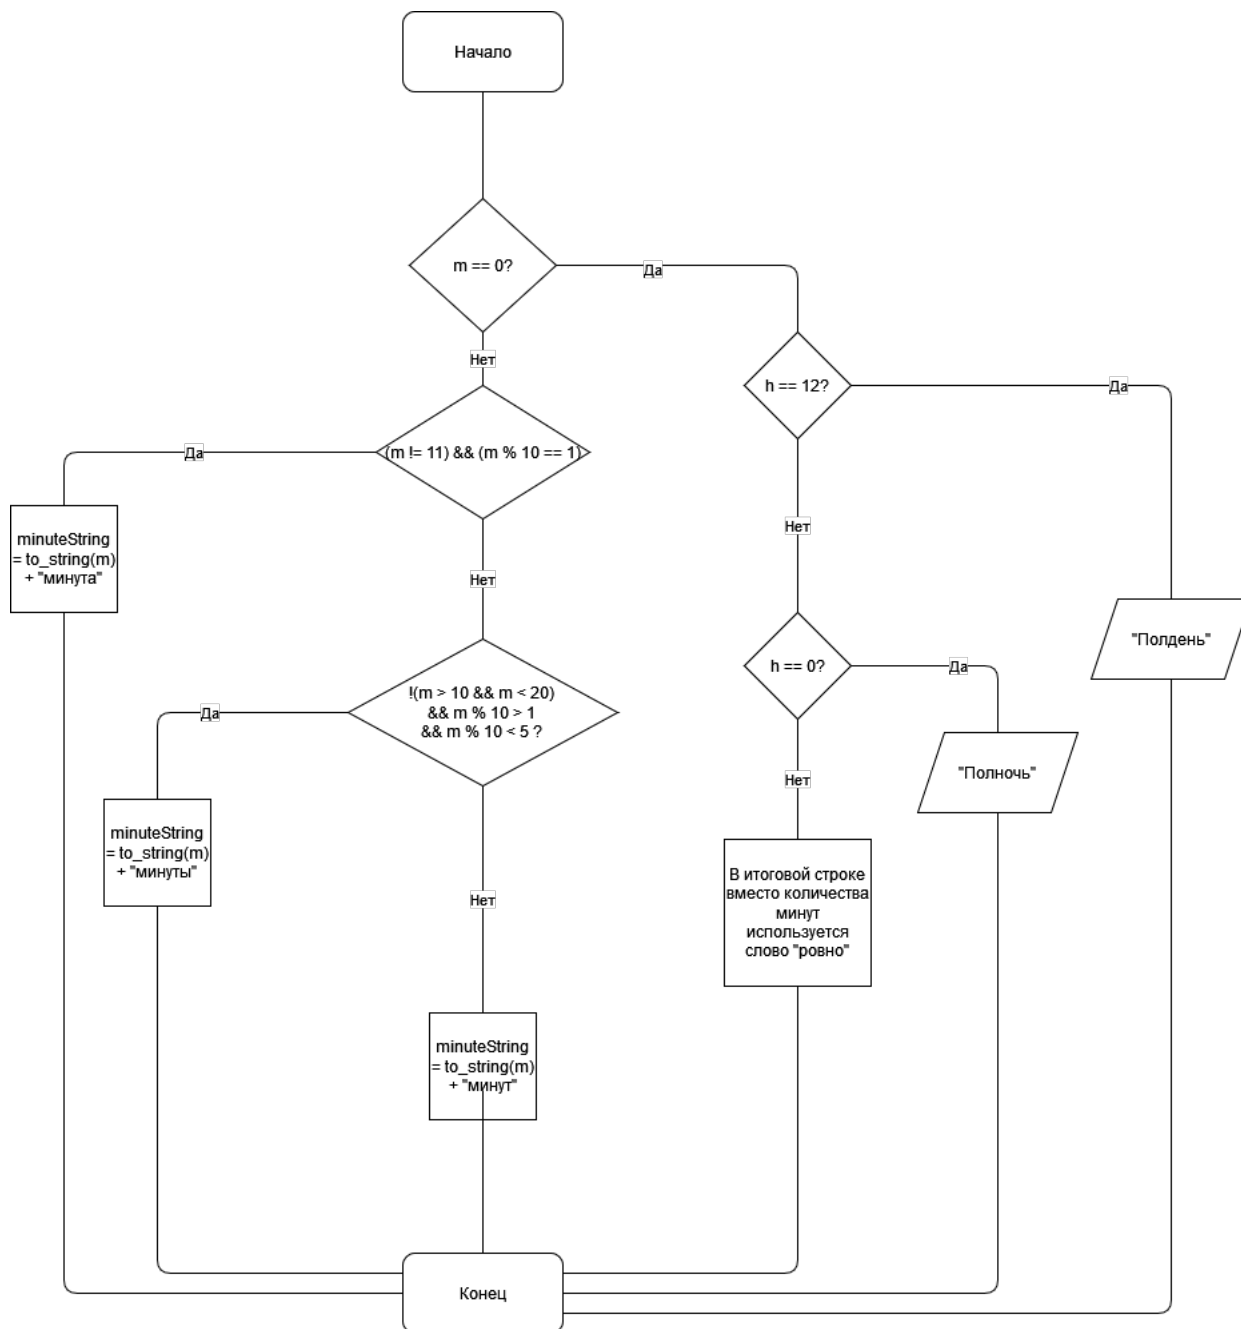 Начало
m == 0?
Да
Нет
h == 12?
Да
(m != 11) && (m % 10 == 1)
Да
Нет
minuteString
= to_string(m)
+ "минута"
Нет
!(m > 10 && m < 20)
&& m % 10 > 1
&& m % 10 < 5 ?
Да
h == 0?
Да
"Полдень"
Нет
"Полночь"
minuteString
= to_string(m)
+ "минуты"
Нет
В итоговой строке
вместо количества
минут
используется
слово "ровно"
minuteString
= to_string(m)
+ "минут"
Конец